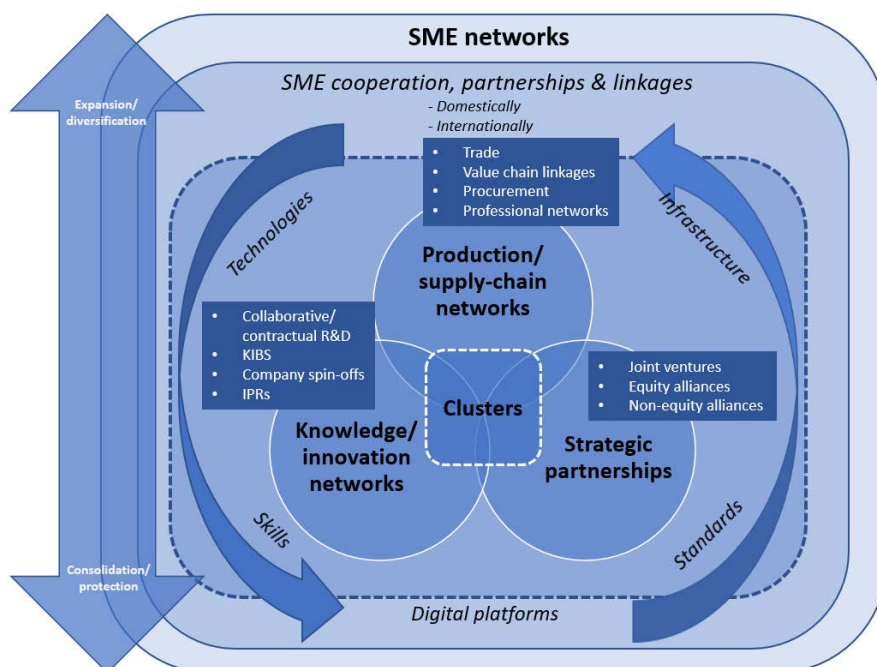 SME networks
SME cooperation, partnerships & linkages
- Domestically
- Internationally
Expansion/
diversification
• Trade
• Value chain linkages
• Procurement
• Professional networks
Technologies
Infrastructure
Production/
supply-chain
networks
• Collaborative/
contractual R&D
• KIBS
• Company spin-offs
• IPRs
• Joint ventures
• Equity alliances
• Non-equity alliances
Clusters
Knowledge/
innovation
networks
Strategic
partnerships
Skills
Standards
Consolidation/
protection
Digital platforms